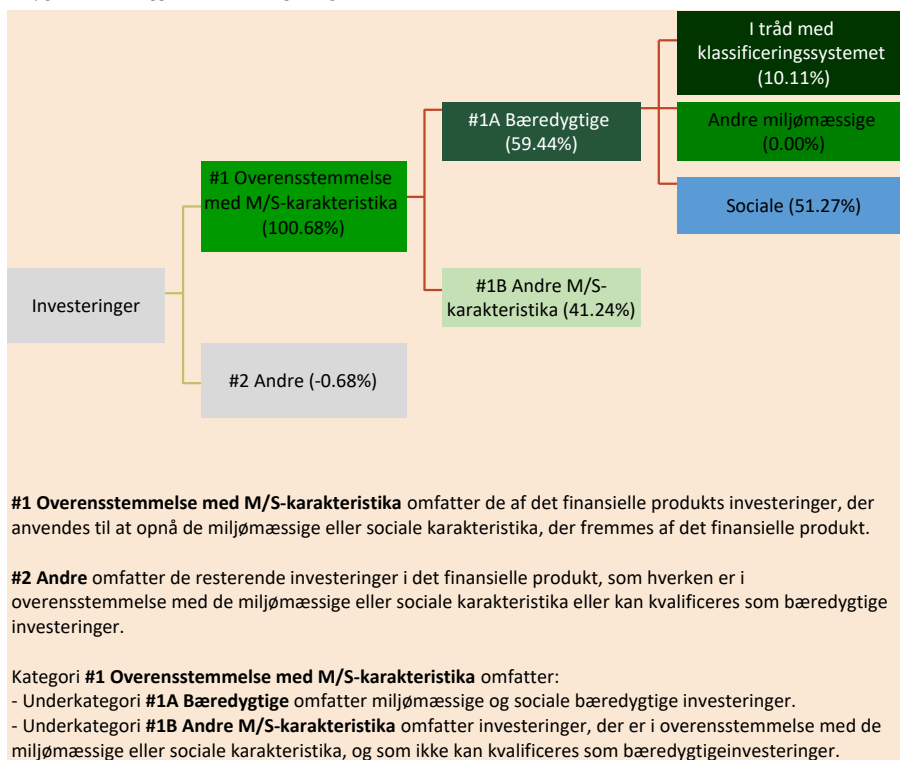 I tråd med
klassificeringssystemet
(10.11%)
#1A Bæredygtige
(59.44%)
Andre miljømæssige
(0.00%)
#1 Overensstemmelse
med M/S-karakteristika
(100.68%)
Sociale (51.27%)
Investeringer
#1B Andre M/S-
karakteristika (41.24%)
#2 Andre (-0.68%)
#1 Overensstemmelse med M/S-karakteristika omfatter de af det finansielle produkts investeringer, der
anvendes til at opnå de miljømæssige eller sociale karakteristika, der fremmes af det finansielle produkt.
#2 Andre omfatter de resterende investeringer i det finansielle produkt, som hverken er i
overensstemmelse med de miljømæssige eller sociale karakteristika eller kan kvalificeres som bæredygtige
investeringer.
Kategori #1 Overensstemmelse med M/S-karakteristika omfatter:
- Underkategori #1A Bæredygtige omfatter miljømæssige og sociale bæredygtige investeringer.
- Underkategori #1B Andre M/S-karakteristika omfatter investeringer, der er i overensstemmelse med de
miljømæssige eller sociale karakteristika, og som ikke kan kvalificeres som bæredygtigeinvesteringer.